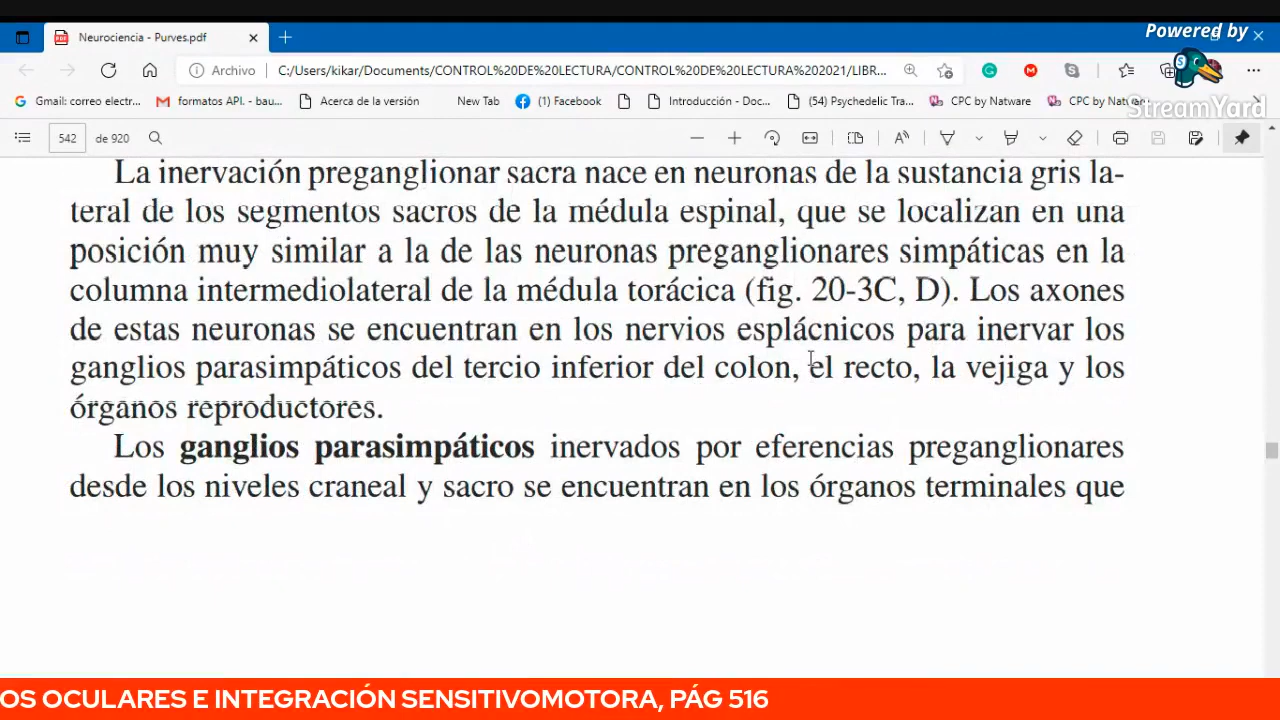 Powered by
StreamYard
Neurociencia - Purves.pdf
Archivo
C:/Users/kikar/Documents/CONTROL%20DE%20LECTURA/CONTROL%20DE%20LECTURA%202021/LIBR...
Gmail: correo electr...
formatos API. - bau...
Acerca de la versión
New Tab
(1) Facebook
Introducción - Doc...
(54) Psychedelic Tra...
CPC by Natware
CPC by Natware
542 de 920
La inervación preganglionar sacra nace en neuronas de la sustancia gris la-
teral de los segmentos sacros de la médula espinal, que se localizan en una
posición muy similar a la de las neuronas preganglionares simpáticas en la
columna intermediolateral de la médula torácica (fig. 20-3C, D). Los axones
de estas neuronas se encuentran en los nervios esplácnicos para inervar los
ganglios parasimpáticos del tercio inferior del colon, el recto, la vejiga y los
órganos reproductores.
Los ganglios parasimpáticos inervados por eferencias preganglionares
desde los niveles craneal y sacro se encuentran en los órganos terminales que
OS OCULARES E INTEGRACIÓN SENSITIVOMOTORA, PÁG 516